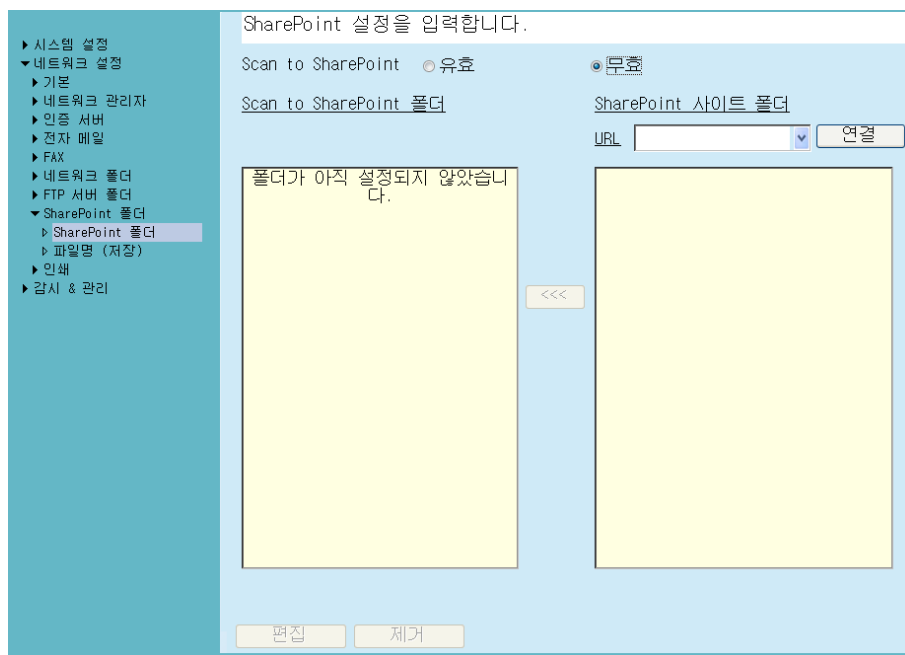 SharePoint 설정을 입력합니다.
시스템 설정
네트워크 설정
기본
네트워크 관리자
인증 서버
전자 메일
FAX
네트워크 폴더
FTP 서버 폴더
SharePoint 폴더
SharePoint 폴더
파일명 (저장)
인쇄
감시 & 관리
Scan to SharePoint 유효 무효
Scan to SharePoint 폴더
SharePoint 사이트 폴더
URL 연결
폴더가 아직 설정되지 않았습니
다.
<<<
편집 제거